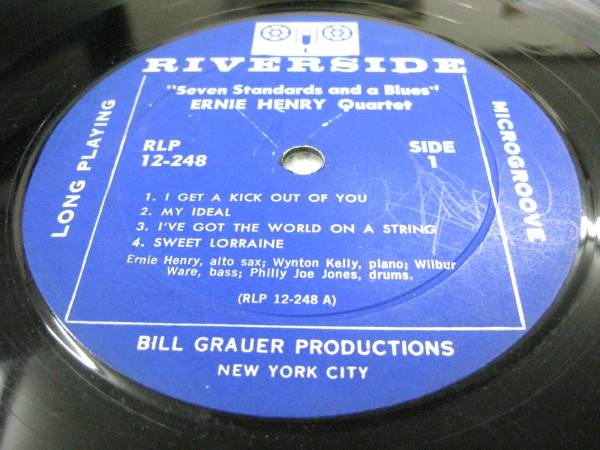 RIVERSIDE
"Seven Standards and a Blues"
ERNIE HENRY Quartet
RLP
12-248
SIDE
1
LONG PLAYING
MICROGROOVE
1. I GET A KICK OUT OF YOU
2. MY IDEAL
3. I'VE GOT THE WORLD ON A STRING
4. SWEET LORRAINE
Ernie Henry, alto sax; Wynton Kelly, piano; Wilbur
Ware, bass; Philly Joe Jones, drums.
(RLP 12-248 A)
BILL GRAUER PRODUCTIONS
NEW YORK CITY